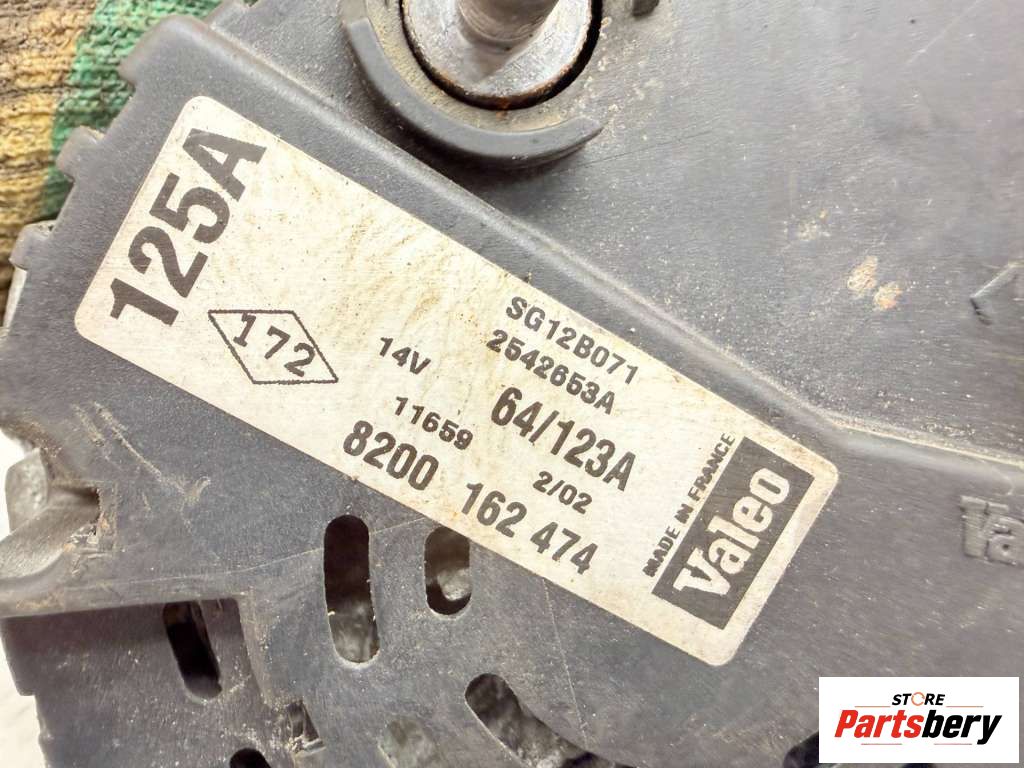 125A
172
SG12B071
2542653A
14V
64/123A
11659
2/02
8200 162 474
MADE IN FRANCE
Valeo
Va
STORE
Partsbery